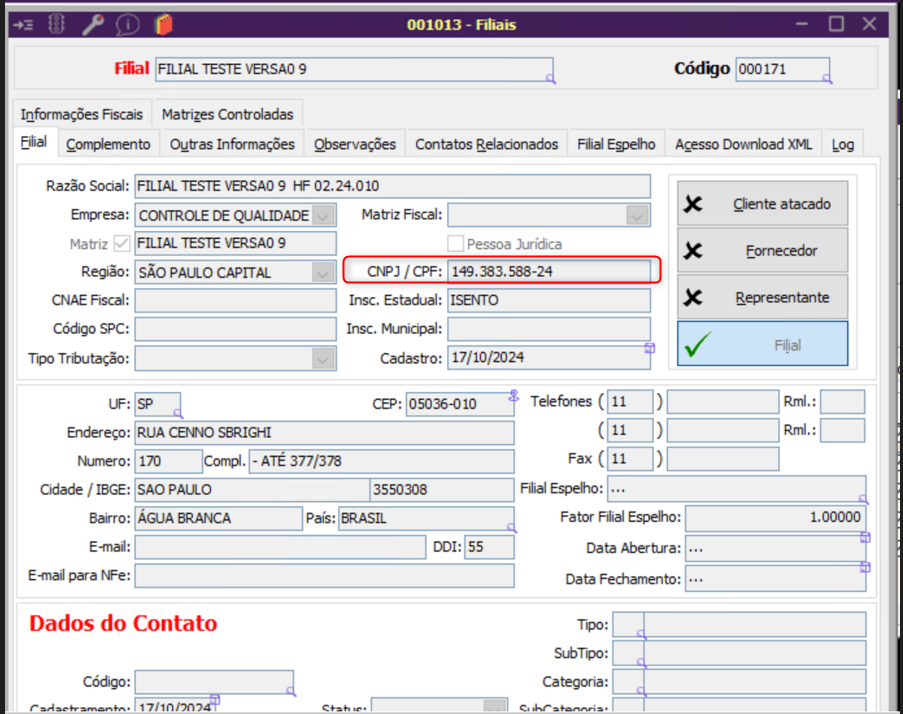 001013 - Filiais
Filial FILIAL TESTE VERSA0 9 Código 000171
Informações Fiscais Matrizes Controladas
Filial Complemento Outras Informações Observações Contatos Relacionados Filial Espelho Acesso Download XML Log
Razão Social: FILIAL TESTE VERSA0 9 HF 02.24.010
Empresa: CONTROLE DE QUALIDADE Matriz Fiscal:
Cliente atacado
Matriz FILIAL TESTE VERSA0 9 Pessoa Jurídica
Fornecedor
Região: SÃO PAULO CAPITAL CNPJ / CPF: 149.383.588-24
CNAE Fiscal: Insc. Estadual: ISENTO
Representante
Código SPC: Insc. Municipal:
Filial
Tipo Tributação: Cadastro: 17/10/2024
UF: SP CEP: 05036-010 Telefones ( 11 ) Rml.:
Endereço: RUA CENNO SBRIGHI ( 11 ) Rml.:
Numero: 170 Compl. - ATÉ 377/378 Fax ( 11 )
Cidade / IBGE: SAO PAULO 3550308 Filial Espelho: ...
Bairro: ÁGUA BRANCA País: BRASIL Fator Filial Espelho: 1.00000
E-mail: DDI: 55 Data Abertura: ...
E-mail para NFe: Data Fechamento: ...
Dados do Contato Tipo:
SubTipo:
Código: Categoria:
Cadastramento: 17/10/2024 Status: SubCategoria: